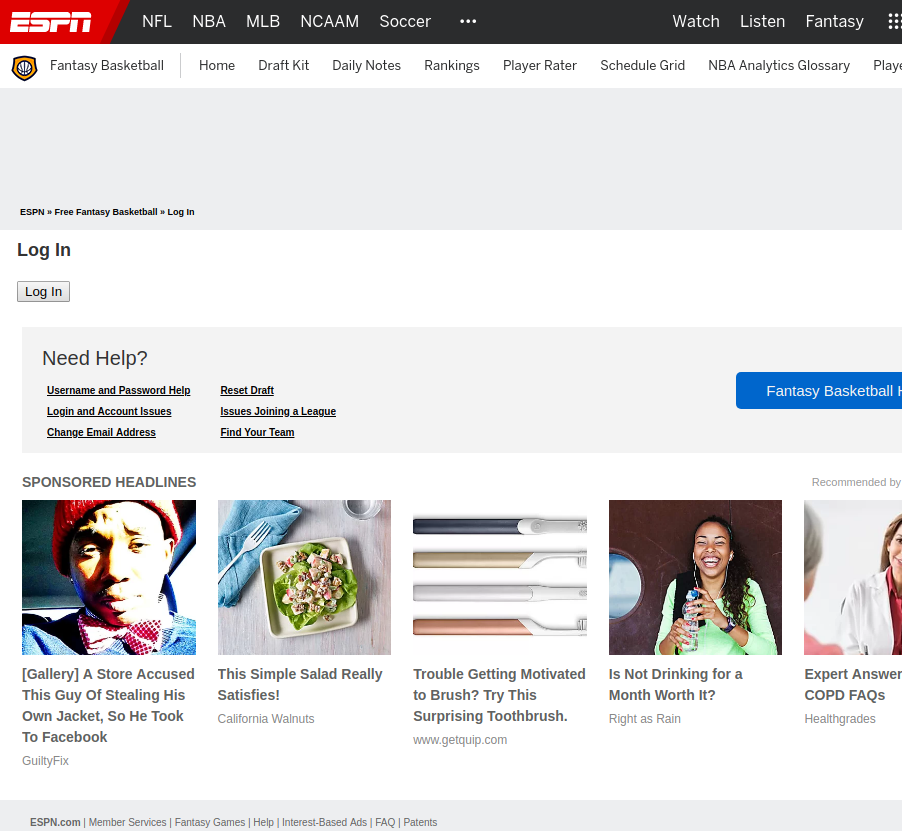 ESPN NFL NBA MLB NCAAM Soccer ••• Watch Listen Fantasy
Fantasy Basketball Home Draft Kit Daily Notes Rankings Player Rater Schedule Grid NBA Analytics Glossary Playe
ESPN » Free Fantasy Basketball » Log In
Log In
Log In
Need Help?
Username and Password Help Reset Draft
Login and Account Issues Issues Joining a League
Change Email Address Find Your Team
Fantasy Basketball H
SPONSORED HEADLINES
Recommended by
[Gallery] A Store Accused
This Guy Of Stealing His
Own Jacket, So He Took
To Facebook
GuiltyFix
This Simple Salad Really
Satisfies!
California Walnuts
Trouble Getting Motivated
to Brush? Try This
Surprising Toothbrush.
www.getquip.com
Is Not Drinking for a
Month Worth It?
Right as Rain
Expert Answer
COPD FAQs
Healthgrades
ESPN.com | Member Services | Fantasy Games | Help | Interest-Based Ads | FAQ | Patents